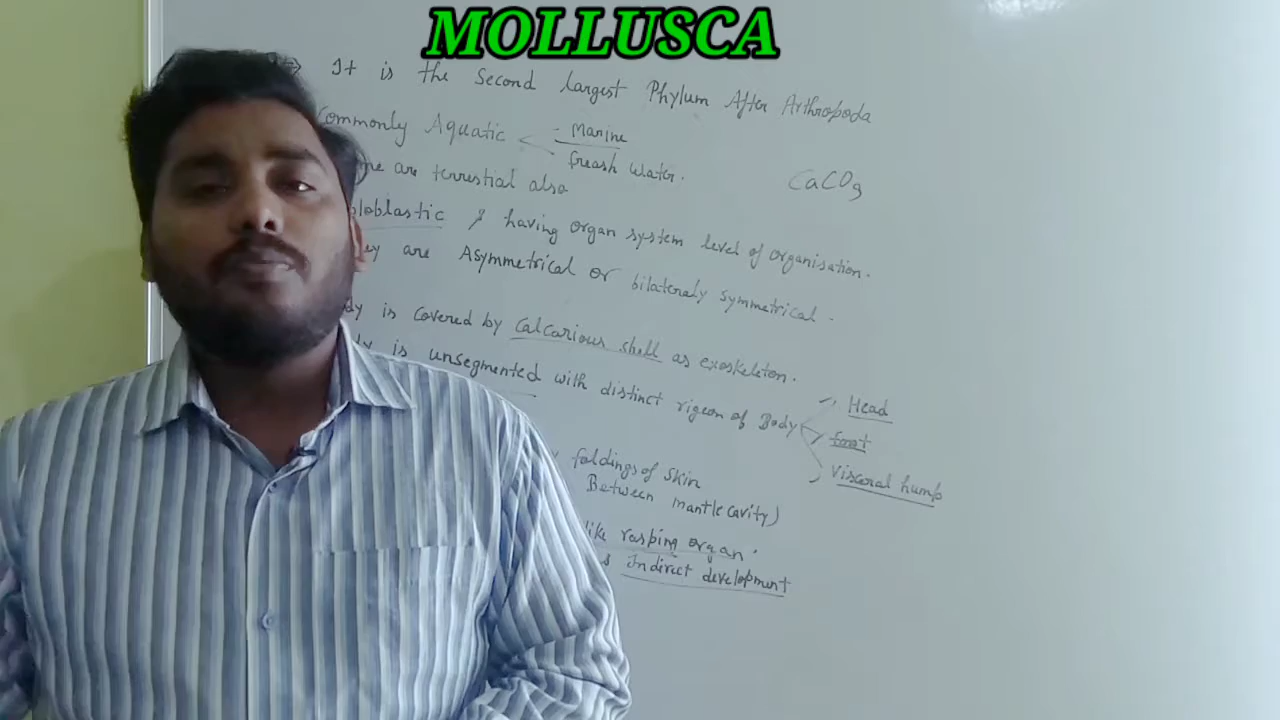 MOLLUSCA
It is the second largest Phylum After Arthropoda
Commonly Aquatic
Marine
freash water.
are terrestial also
CaCO3
bloblastic & having organ system level of organisation.
are Asymmetrical or bilateraly symmetrical.
is covered by calcarious shell as exoskeleton.
is unsegmented with distinct rigeon of Body
Head
foot
visceral hump
foldings of skin
Between mantle cavity)
like rasping organ.
Indirect development